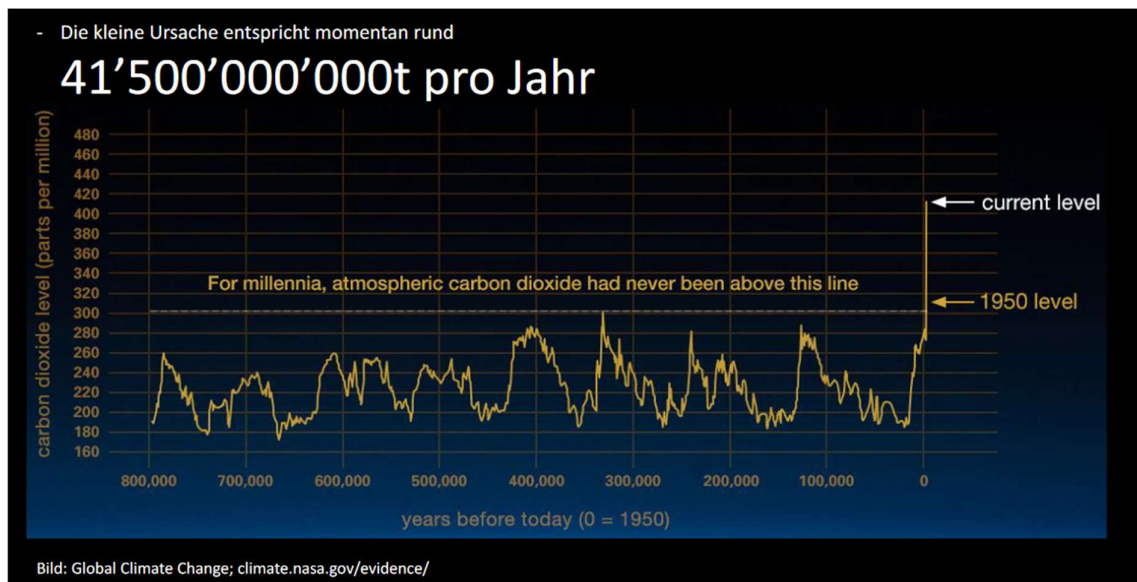 - Die kleine Ursache entspricht momentan rund
41’500’000’000t pro Jahr
carbon dioxide level (parts per million)
480
460
440
420
400
380
360
340
320
300
280
260
240
220
200
180
160
current level
For millennia, atmospheric carbon dioxide had never been above this line
1950 level
800,000 700,000 600,000 500,000 400,000 300,000 200,000 100,000 0
years before today (0 = 1950)
Bild: Global Climate Change; climate.nasa.gov/evidence/